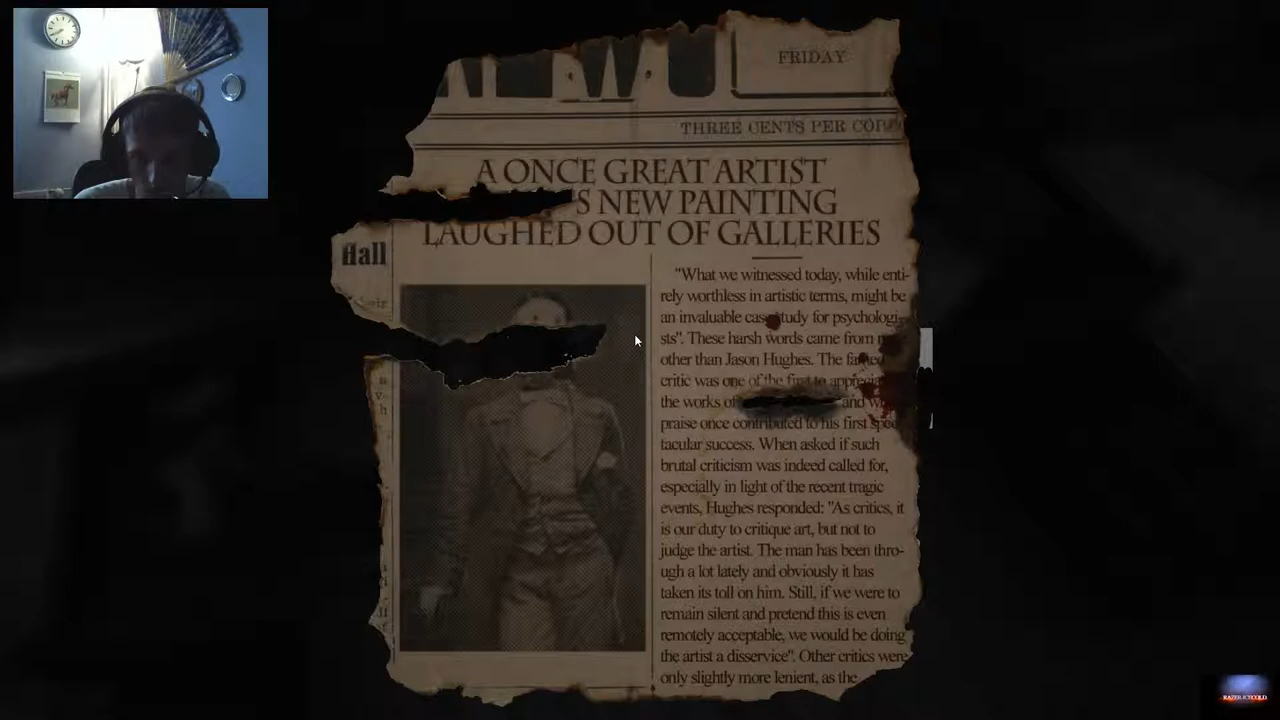 FRIDAY
THREE CENTS PER
A ONCE GREAT ARTIST
S NEW PAINTING
LAUGHED OUT OF GALLERIES
Hall
"What we witnessed today, while enti-
rely worthless in artistic terms, might be
an invaluable case study for psychologi-
sts". These harsh words came from
other than Jason Hughes. The famed
critic was one of the first to
the works of and
praise once contributed to his first spec-
tacular success. When asked if such
brutal criticism was indeed called for,
especially in light of the recent tragic
events, Hughes responded: "As critics, it
is our duty to critique art, but not to
judge the artist. The man has been thro-
ugh a lot lately and obviously it has
taken its toll on him. Still, if we were to
remain silent and pretend this is even
remotely acceptable, we would be doing
the artist a disservice". Other critics were
only slightly more lenient, as the